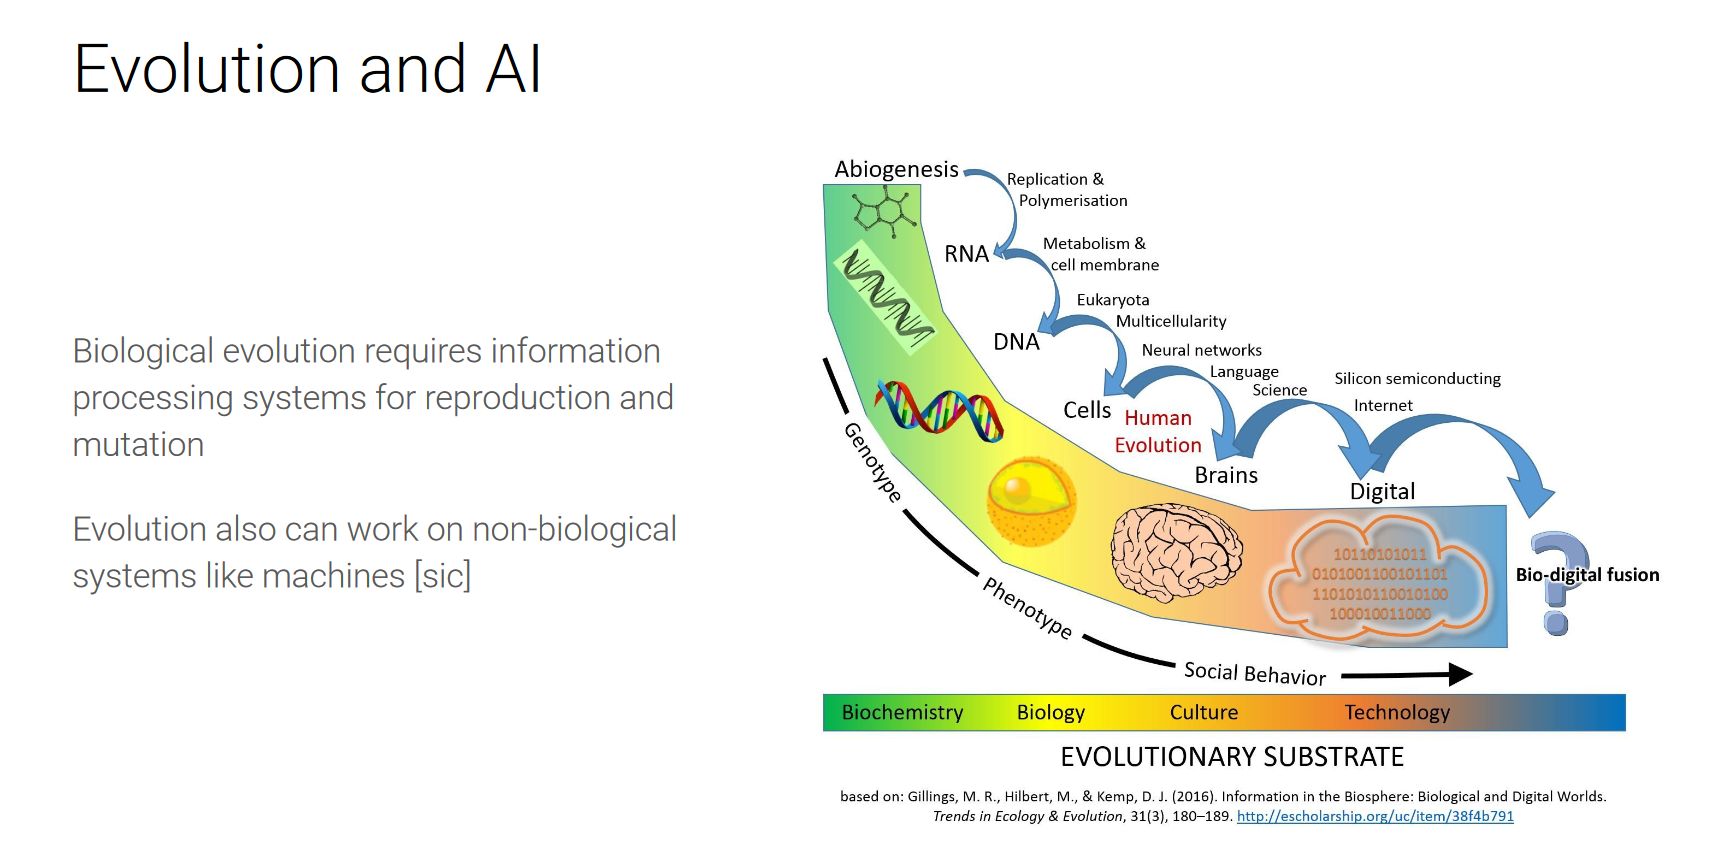 Evolution and AI
Biological evolution requires information
processing systems for reproduction and
mutation
Evolution also can work on non-biological
systems like machines [sic]
Abiogenesis
Replication &
Polymerisation
RNA
Metabolism &
cell membrane
DNA
Eukaryota
Multicellularity
Cells
Human
Evolution
Neural networks
Language
Science
Brains
Silicon semiconducting
Internet
Digital
10110101011
0101001100101101
1101010110010100
100010011000
?
Bio-digital fusion
Genotype
Phenotype
Social Behavior
Biochemistry Biology Culture Technology
EVOLUTIONARY SUBSTRATE
based on: Gillings, M. R., Hilbert, M., & Kemp, D. J. (2016). Information in the Biosphere: Biological and Digital Worlds.
Trends in Ecology & Evolution, 31(3), 180–189. http://escholarship.org/uc/item/38f4b791